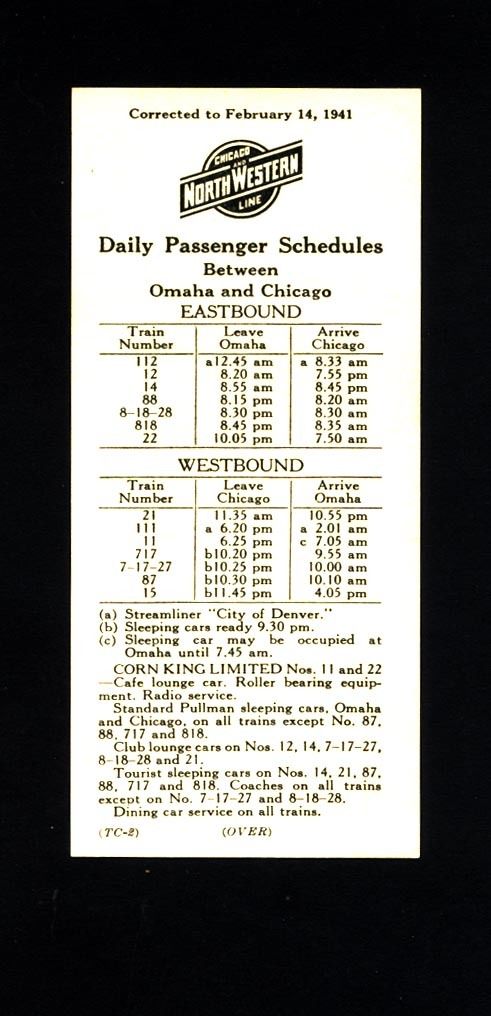 Corrected to February 14, 1941
CHICAGO
AND
NORTH WESTERN
LINE
Daily Passenger Schedules
Between
Omaha and Chicago
EASTBOUND
Train Number | Leave Omaha | Arrive Chicago
112 a12.45 am a 8.33 am
12 8.20 am 7.55 pm
14 8.55 am 8.45 pm
88 8.15 pm 8.20 am
8-18-28 8.30 pm 8.30 am
818 8.45 pm 8.35 am
22 10.05 pm 7.50 am
WESTBOUND
Train Number | Leave Chicago | Arrive Omaha
21 11.35 am 10.55 pm
111 a 6.20 pm a 2.01 am
11 6.25 pm c 7.05 am
717 b10.20 pm 9.55 am
7-17-27 b10.25 pm 10.00 am
87 b10.30 pm 10.10 am
15 b11.45 pm 4.05 pm
(a) Streamliner "City of Denver."
(b) Sleeping cars ready 9.30 pm.
(c) Sleeping car may be occupied at
Omaha until 7.45 am.
CORN KING LIMITED Nos. 11 and 22
—Cafe lounge car. Roller bearing equip-
ment. Radio service.
Standard Pullman sleeping cars, Omaha
and Chicago, on all trains except No. 87,
88, 717 and 818.
Club lounge cars on Nos. 12, 14, 7-17-27,
8-18-28 and 21.
Tourist sleeping cars on Nos. 14, 21, 87,
88, 717 and 818. Coaches on all trains
except on No. 7-17-27 and 8-18-28.
Dining car service on all trains.
(TC-2) (OVER)